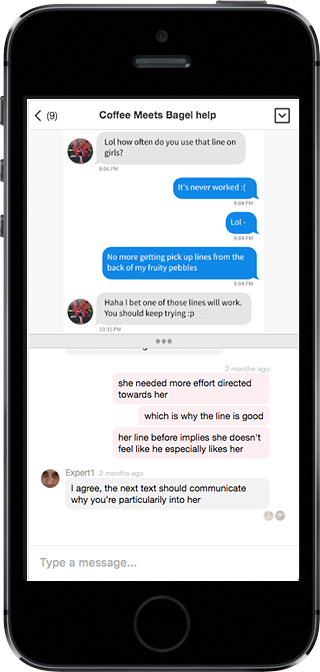 (9)
Coffee Meets Bagel help
Lol how often do you use that line on
girls?
8:06 PM
It's never worked :(
9:04 PM
Lol -
9:04 PM
No more getting pick up lines from the
back of my fruity pebbles
9:04 PM
Haha I bet one of those lines will work.
You should keep trying :p
10:31 PM
2 months ago
she needed more effort directed
towards her
which is why the line is good
her line before implies she doesn't
feel like he especially likes her
Expert1 2 months ago
I agree, the next text should communicate
why you're particularily into her
Type a message...